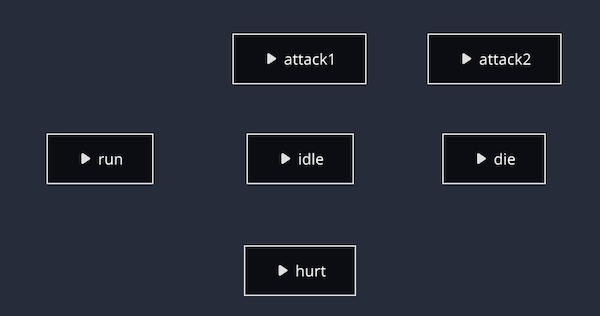 attack1
attack2
run
idle
die
hurt